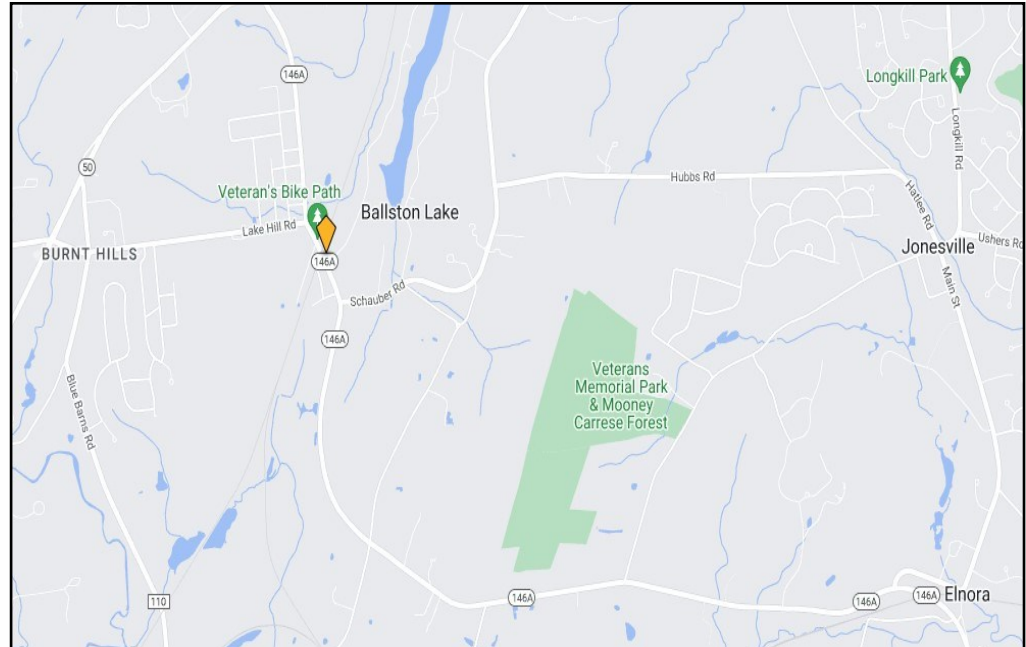 146A
Longkill Park
Longkill Rd
50
Veteran's Bike Path
Hubbs Rd
Hatlee Rd
Ballston Lake
Lake Hill Rd
BURNT HILLS
146A
Jonesville
Ushers Rd
Main St
Schauber Rd
146A
Veterans
Memorial Park
& Mooney
Carrese Forest
Blue Barns Rd
110
146A
146A
146A
Elnora